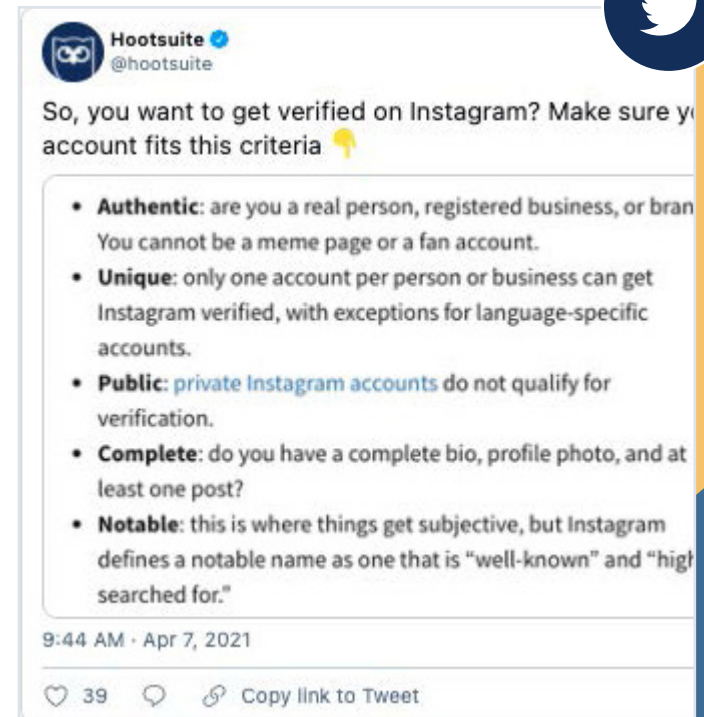 Hootsuite
@hootsuite
So, you want to get verified on Instagram? Make sure
account fits this criteria 👇
• Authentic: are you a real person, registered business, or
You cannot be a meme page or a fan account.
• Unique: only one account per person or business can get
Instagram verified, with exceptions for language-specific
accounts.
• Public: private Instagram accounts do not qualify for
verification.
• Complete: do you have a complete bio, profile photo, and at
least one post?
• Notable: this is where things get subjective, but Instagram
defines a notable name as one that is “well-known” and
searched for.”
9:44 AM · Apr 7, 2021
39 Copy link to Tweet